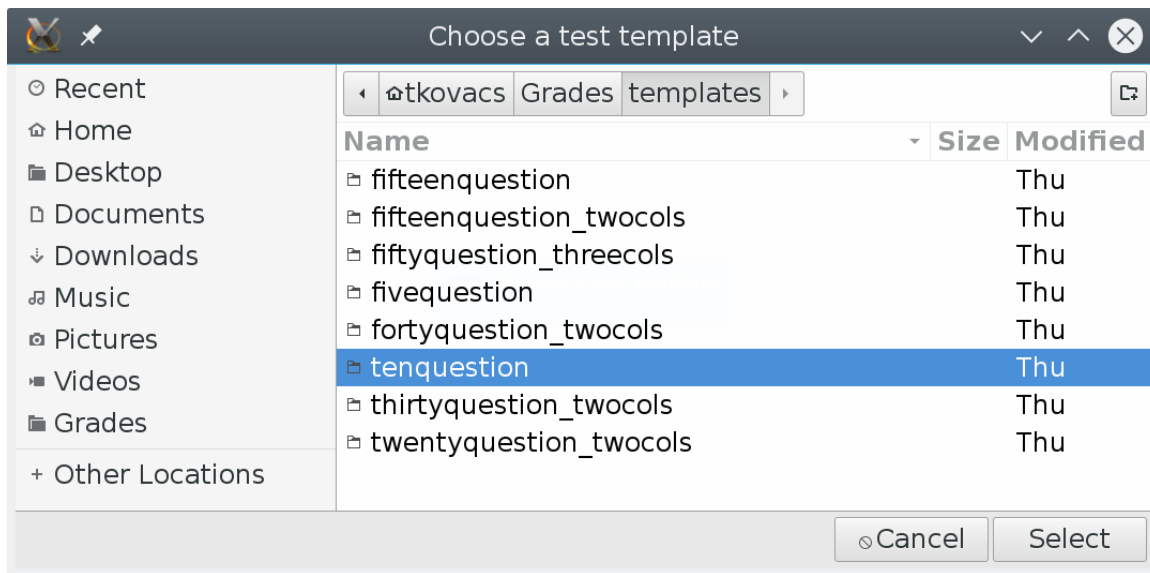 Choose a test template
Recent
Home
Desktop
Documents
Downloads
Music
Pictures
Videos
Grades
+ Other Locations
tkovacs Grades templates
Name Size Modified
fifteenquestion Thu
fifteenquestion_twocols Thu
fiftyquestion_threecols Thu
fivequestion Thu
fortyquestion_twocols Thu
tenquestion Thu
thirtyquestion_twocols Thu
twentyquestion_twocols Thu
Cancel Select